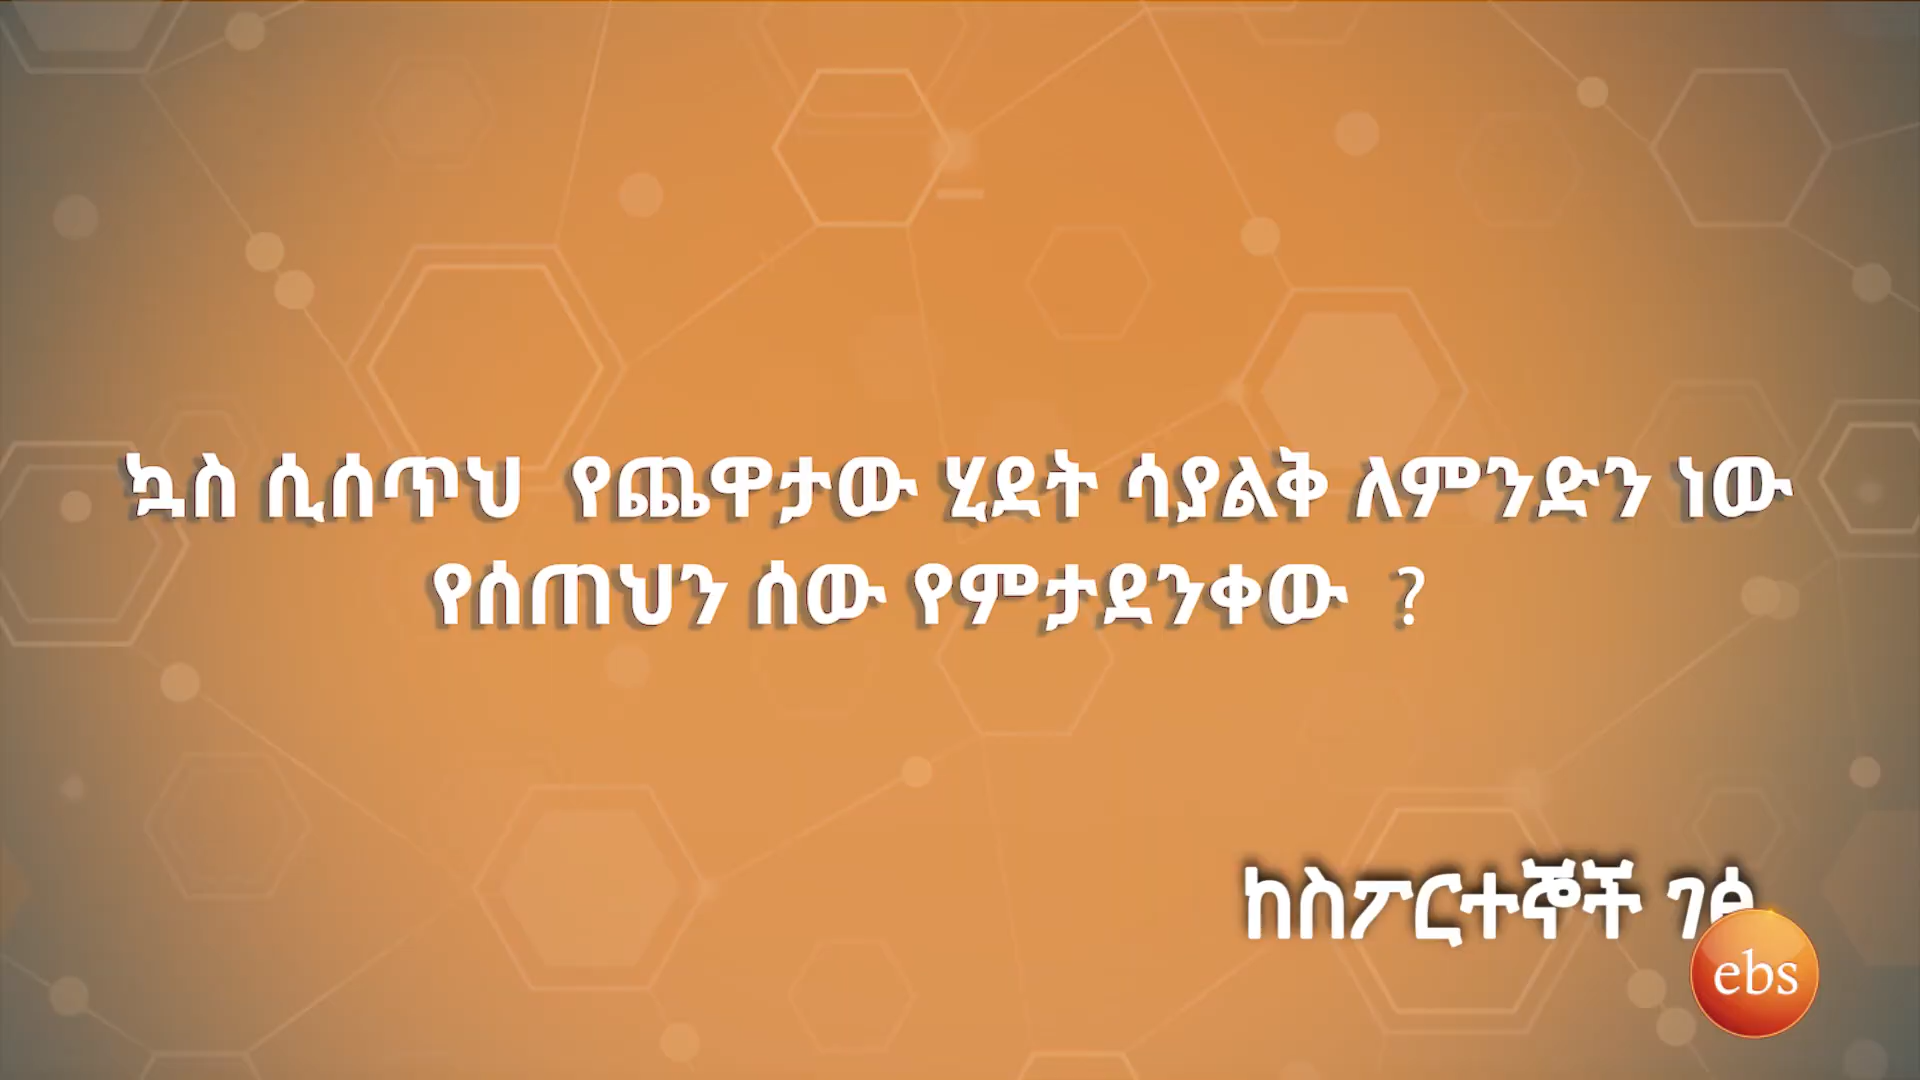 ኳስ ሲሰጥህ የጨዋታው ሂደት ሳያልቅ ለምንድን ነው
የሰጠህን ሰው የምታደንቀው ?
ከስፖርተኞች ገፅ
ebs